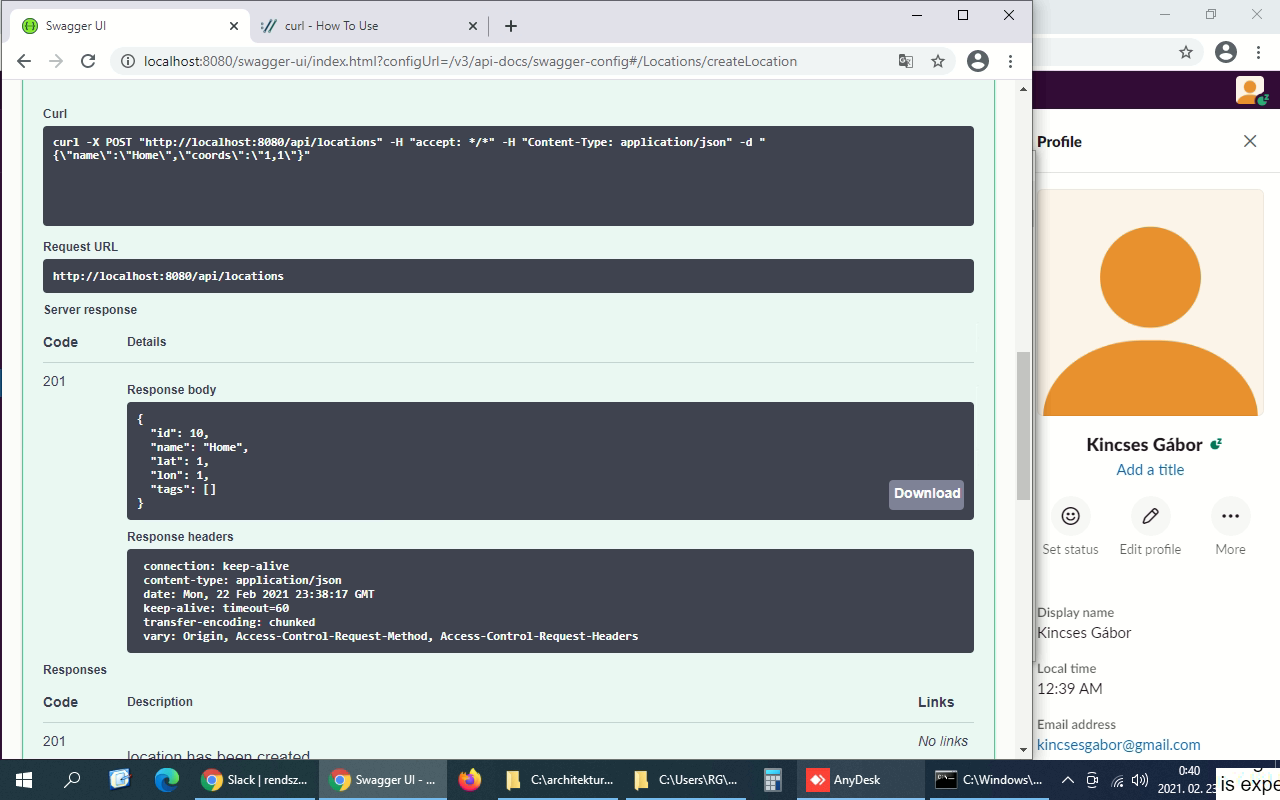 Swagger UI
curl - How To Use
localhost:8080/swagger-ui/index.html?configUrl=/v3/api-docs/swagger-config#/Locations/createLocation
Curl
curl -X POST "http://localhost:8080/api/locations" -H "accept: */*" -H "Content-Type: application/json" -d "
{\"name\":\"Home\",\"coords\":\"1,1\"}"
Request URL
http://localhost:8080/api/locations
Server response
Code Details
201
Response body
{
"id": 10,
"name": "Home",
"lat": 1,
"lon": 1,
"tags": []
}
Download
Response headers
connection: keep-alive
content-type: application/json
date: Mon, 22 Feb 2021 23:38:17 GMT
keep-alive: timeout=60
transfer-encoding: chunked
vary: Origin, Access-Control-Request-Method, Access-Control-Request-Headers
Responses
Code Description Links
201 No links
location has been created
Profile
Kincses Gábor
Add a title
Set status Edit profile More
Display name
Kincses Gábor
Local time
12:39 AM
Email address
kincsesgabor@gmail.com
Slack | rendsz... Swagger UI - ... C:\architektur... C:\Users\RG\... AnyDesk C:\Windows\...
0:40
2021. 02. 23
is expe